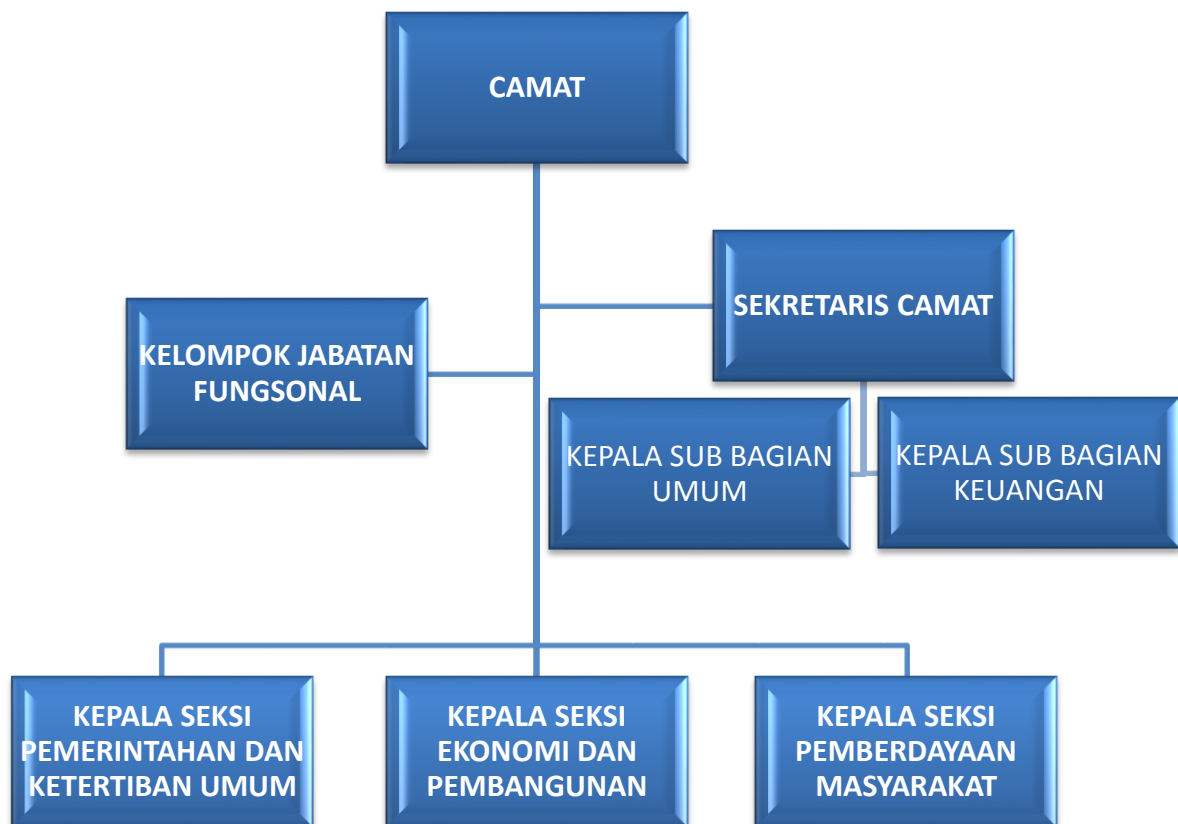 CAMAT
SEKRETARIS CAMAT
KELOMPOK JABATAN
FUNGSONAL
KEPALA SUB BAGIAN
UMUM
KEPALA SUB BAGIAN
KEUANGAN
KEPALA SEKSI
PEMERINTAHAN DAN
KETERTIBAN UMUM
KEPALA SEKSI
EKONOMI DAN
PEMBANGUNAN
KEPALA SEKSI
PEMBERDAYAAN
MASYARAKAT